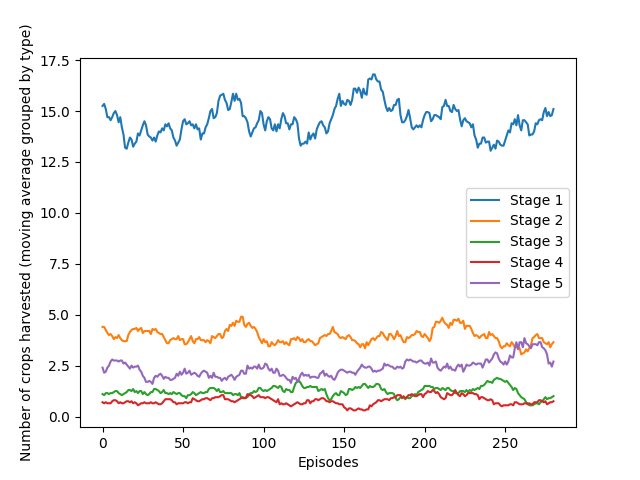 Number of crops harvested (moving average grouped by type)
17.5
15.0
12.5
10.0
7.5
5.0
2.5
0.0
Stage 1
Stage 2
Stage 3
Stage 4
Stage 5
0 50 100 150 200 250
Episodes